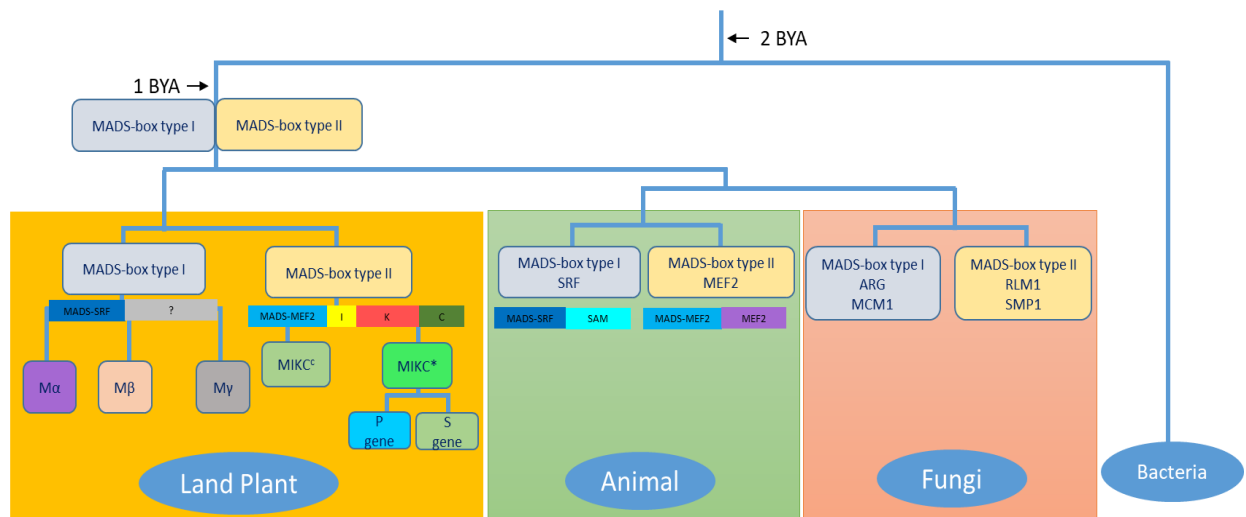 2 BYA
1 BYA
MADS-box type I
MADS-box type II
MADS-box type I
MADS-box type II
MADS-SRF
?
MADS-MEF2
I
K
C
Mα
Mβ
Mγ
MIKCᶜ
MIKC*
P
gene
S
gene
Land Plant
MADS-box type I
SRF
MADS-box type II
MEF2
MADS-SRF
SAM
MADS-MEF2
MEF2
Animal
MADS-box type I
ARG
MCM1
MADS-box type II
RLM1
SMP1
Fungi
Bacteria